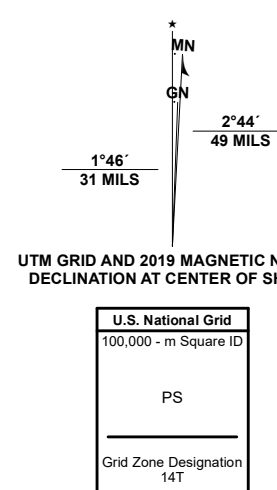 ★
MN
GN
2°44´
49 MILS
1°46´
31 MILS
UTM GRID AND 2019 MAGNETIC
DECLINATION AT CENTER OF
U.S. National Grid
100,000 - m Square ID
PS
Grid Zone Designation
14T